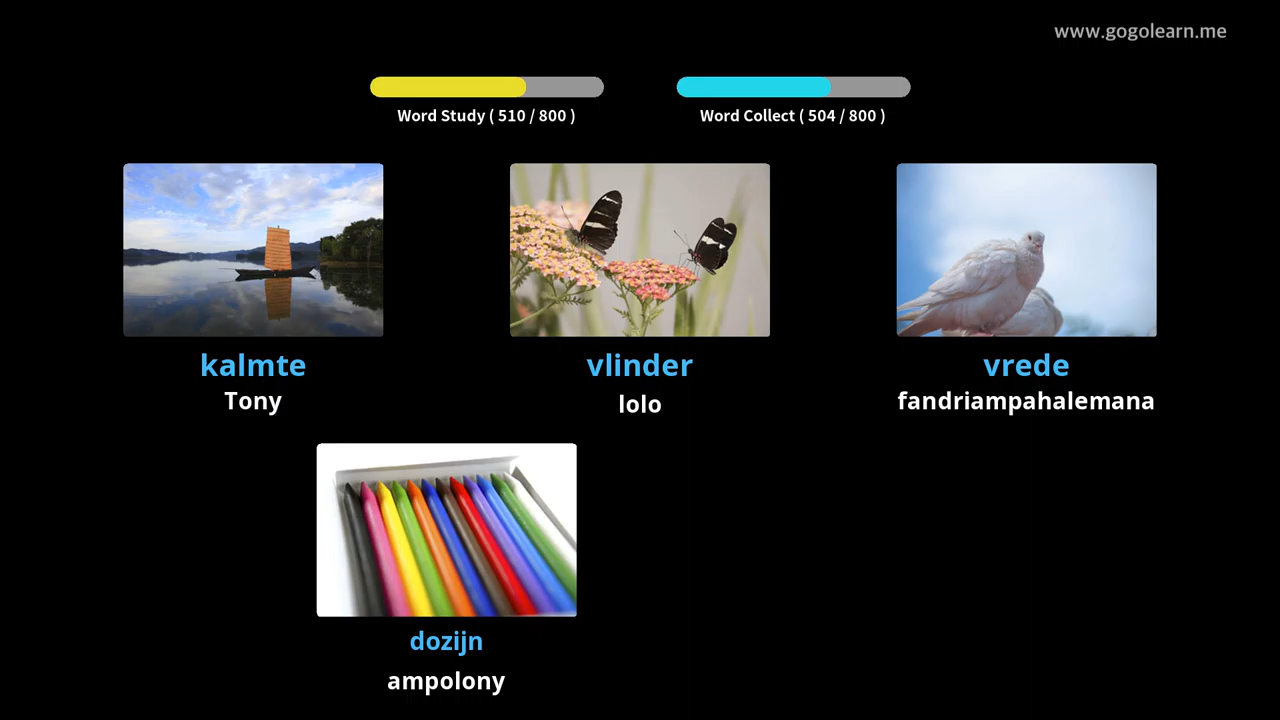 www.gogolearn.me
Word Study ( 510 / 800 )
Word Collect ( 504 / 800 )
kalmte
Tony
vlinder
lolo
vrede
fandriampahalemana
dozijn
ampolony